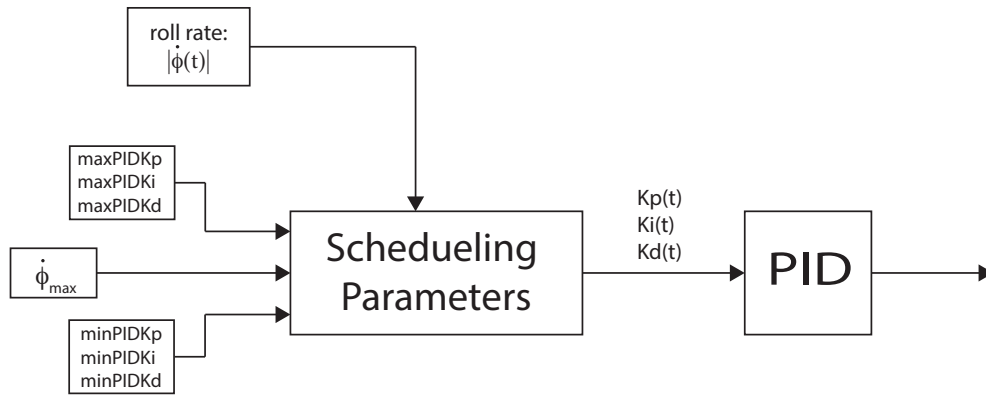 roll rate:
|φ̇(t)|
maxPIDKp
maxPIDKi
maxPIDKd
φ̇max
minPIDKp
minPIDKi
minPIDKd
Schedueling
Parameters
Kp(t)
Ki(t)
Kd(t)
PID